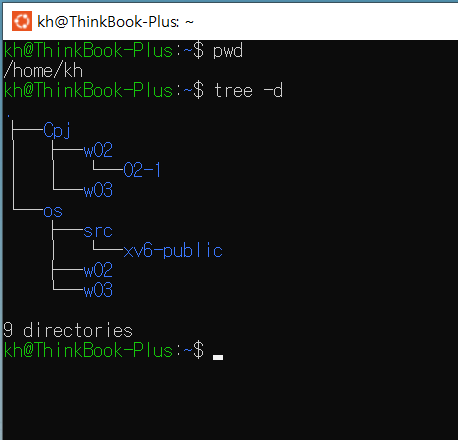 kh@ThinkBook-Plus: ~
kh@ThinkBook-Plus:~$ pwd
/home/kh
kh@ThinkBook-Plus:~$ tree -d
.
├──Cpj
│   ├──w02
│   │   └──02-1
│   └──w03
└──os
    ├──src
    │   └──xv6-public
    ├──w02
    └──w03

9 directories
kh@ThinkBook-Plus:~$